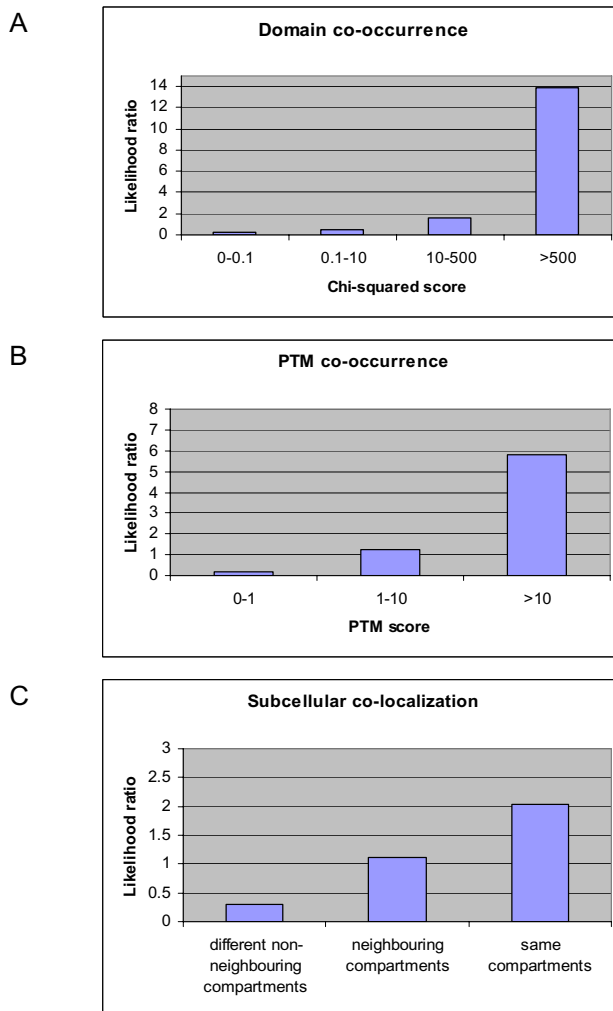 A
Domain co-occurrence
Likelihood ratio
14
12
10
8
6
4
2
0
0-0.1 0.1-10 10-500 >500
Chi-squared score
B
PTM co-occurrence
Likelihood ratio
8
7
6
5
4
3
2
1
0
0-1 1-10 >10
PTM score
C
Subcellular co-localization
Likelihood ratio
3
2.5
2
1.5
1
0.5
0
different non- neighbouring same
neighbouring compartments compartments
compartments